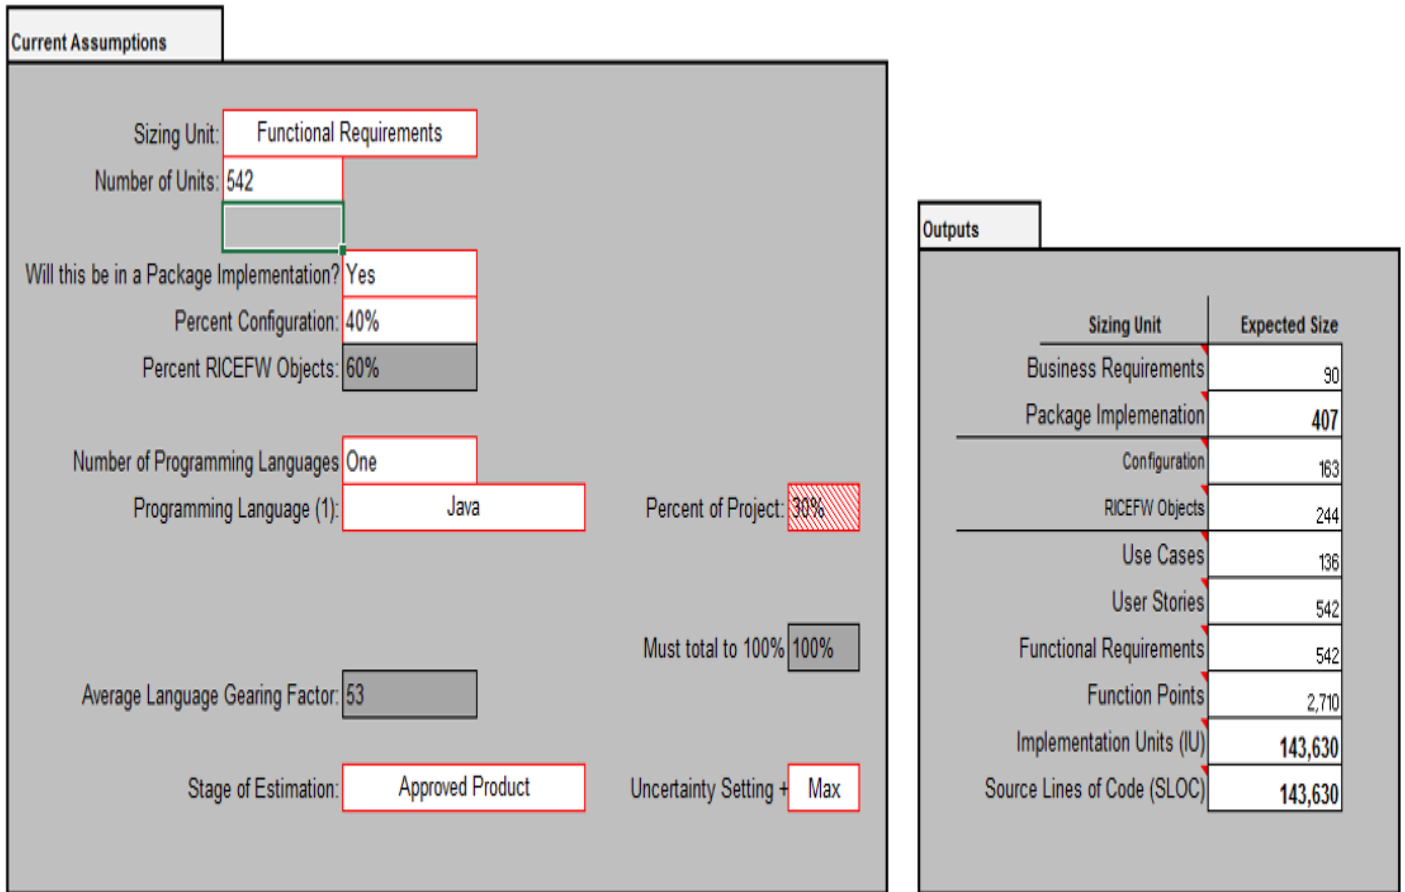 Current Assumptions
Sizing Unit: Functional Requirements
Number of Units: 542
Will this be in a Package Implementation? Yes
Percent Configuration: 40%
Percent RICEFW Objects: 60%
Number of Programming Languages One
Programming Language (1): Java Percent of Project: 30%
Must total to 100% 100%
Average Language Gearing Factor: 53
Stage of Estimation: Approved Product Uncertainty Setting + Max
Outputs
Sizing Unit Expected Size
Business Requirements 90
Package Implemenation 407
Configuration 163
RICEFW Objects 244
Use Cases 136
User Stories 542
Functional Requirements 542
Function Points 2,710
Implementation Units (IU) 143,630
Source Lines of Code (SLOC) 143,630